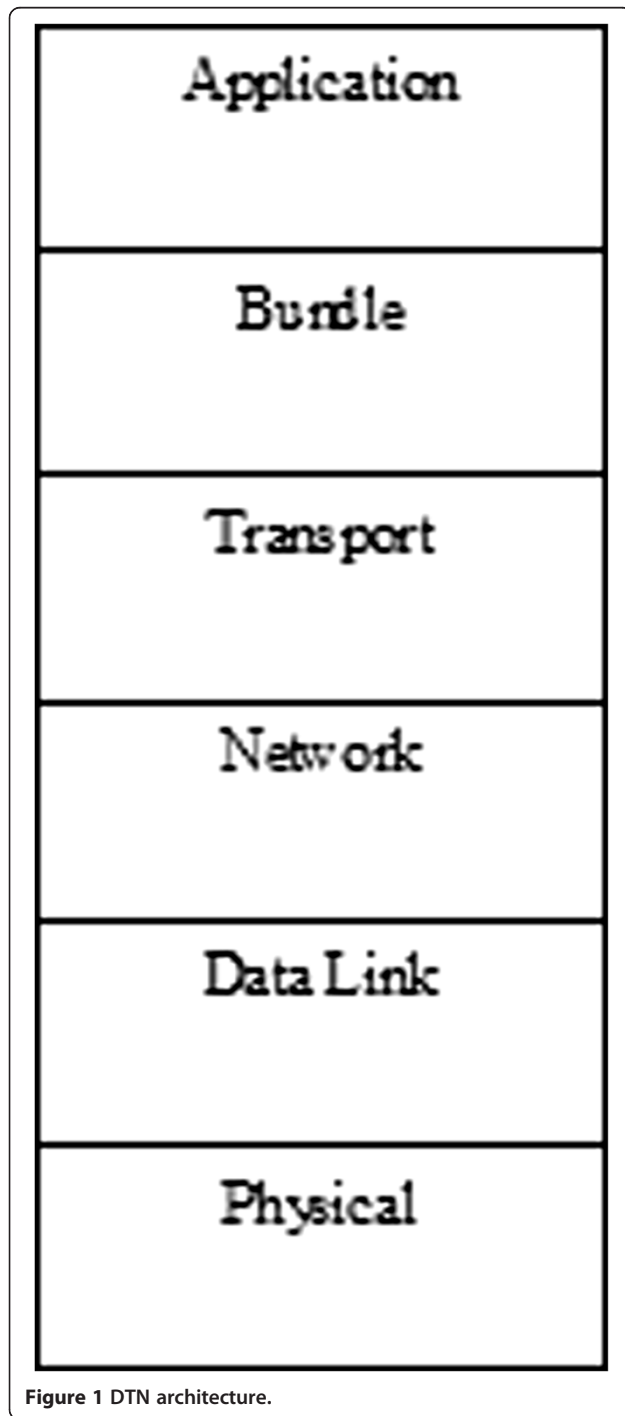 Application
Bundle
Transport
Network
Data Link
Physical
Figure 1 DTN architecture.